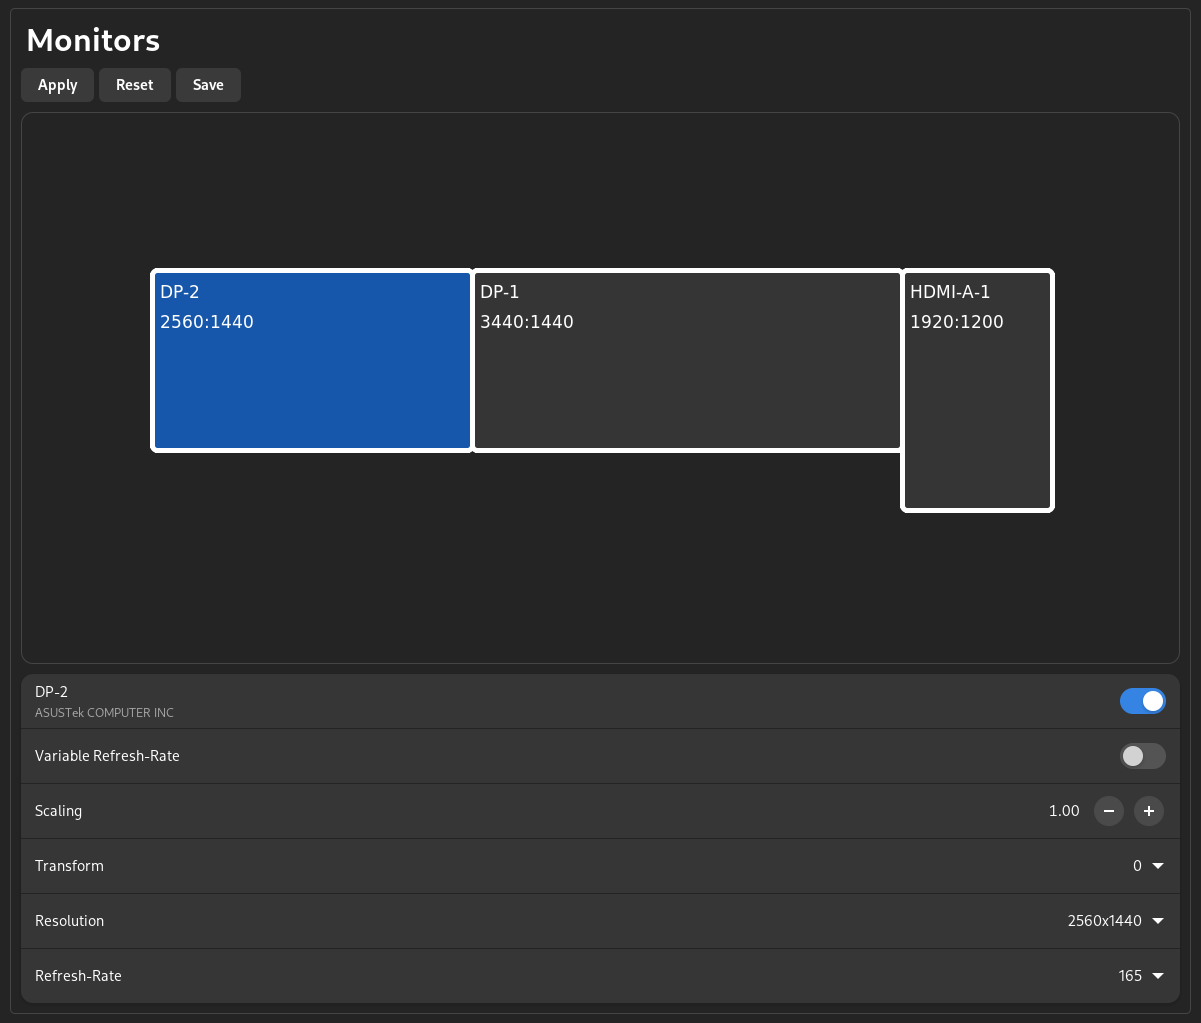 Monitors
Apply Reset Save
DP-2
2560:1440
DP-1
3440:1440
HDMI-A-1
1920:1200
DP-2
ASUSTek COMPUTER INC
Variable Refresh-Rate
Scaling 1.00 − +
Transform 0
Resolution 2560x1440
Refresh-Rate 165